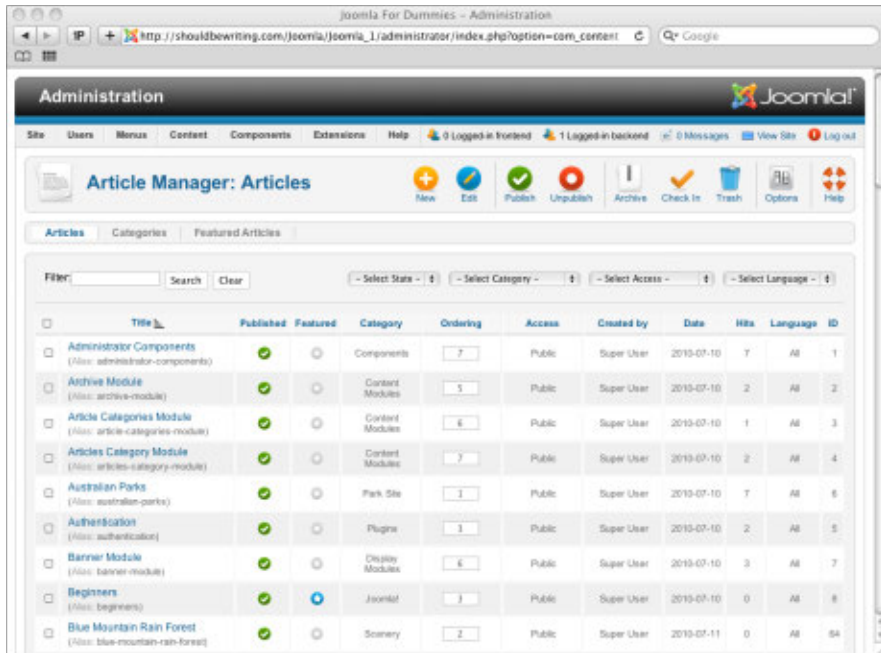 Joomla For Dummies – Administration
http://shouldbewriting.com/Joomla/Joomla_1/administrator/index.php?option=com_content
Google
Administration
Joomla!
Site Users Menus Content Components Extensions Help 0 Logged-in frontend 1 Logged-in backend 0 Messages View Site Log out
Article Manager: Articles
New Edit Publish Unpublish Archive Check In Trash Options Help
Articles Categories Featured Articles
Filter: Search Clear - Select State - - Select Category - - Select Access - - Select Language -
Title Published Featured Category Ordering Access Created by Date Hits Language ID
Administrator Components Components 7 Public Super User 2010-07-10 7 All 1
(Alias: administrator-components)
Archive Module Content Modules 5 Public Super User 2010-07-10 2 All 2
(Alias: archive-module)
Article Categories Module Content Modules 6 Public Super User 2010-07-10 1 All 3
(Alias: article-categories-module)
Articles Category Module Content Modules 7 Public Super User 2010-07-10 2 All 4
(Alias: articles-category-module)
Australian Parks Park Site 1 Public Super User 2010-07-10 7 All 6
(Alias: australian-parks)
Authentication Plugins 3 Public Super User 2010-07-10 2 All 5
(Alias: authentication)
Banner Module Display Modules 6 Public Super User 2010-07-10 3 All 7
(Alias: banner-module)
Beginners Joomla! 3 Public Super User 2010-07-10 0 All 8
(Alias: beginners)
Blue Mountain Rain Forest Scenery 2 Public Super User 2010-07-11 0 All 64
(Alias: blue-mountain-rain-forest)